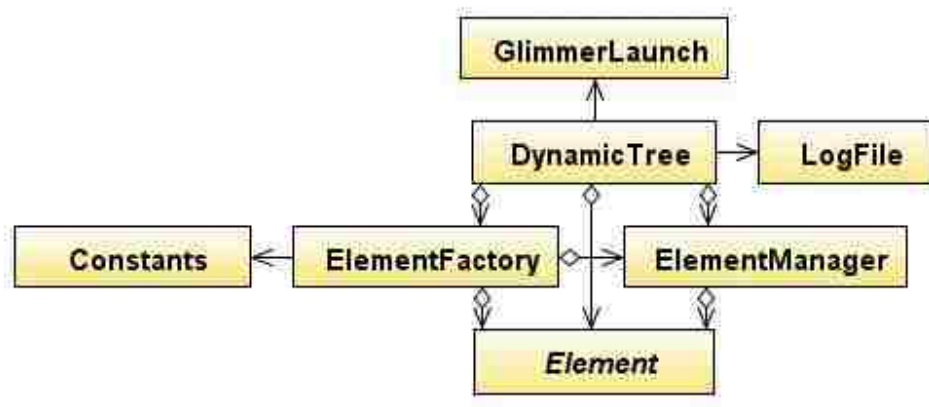 GlimmerLaunch
DynamicTree
LogFile
Constants
ElementFactory
ElementManager
Element